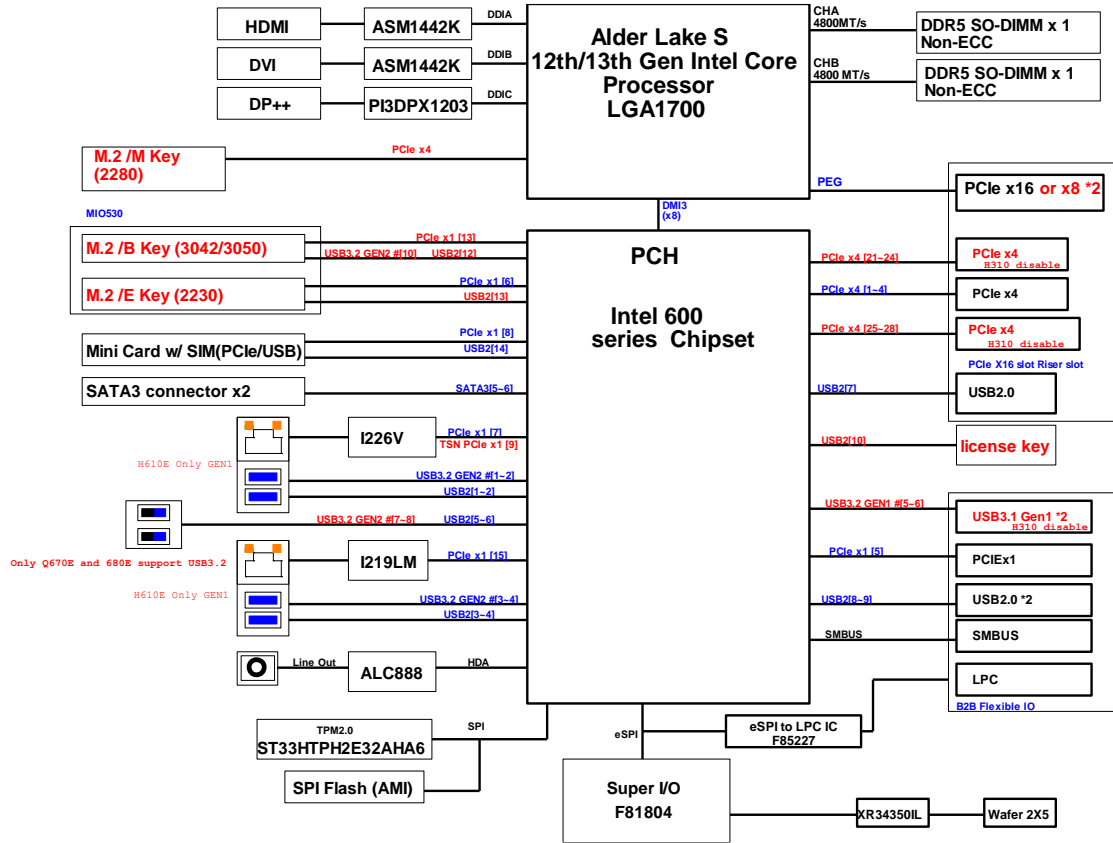 HDMI
ASM1442K
DDIA
DVI
ASM1442K
DDIB
DP++
PI3DPX1203
DDIC
Alder Lake S
12th/13th Gen Intel Core
Processor
LGA1700
CHA
4800MT/s
DDR5 SO-DIMM x 1
Non-ECC
CHB
4800 MT/s
DDR5 SO-DIMM x 1
Non-ECC
M.2 /M Key
(2280)
PCIe x4
PEG
PCIe x16 or x8 *2
DMI3
(x8)
MIO530
M.2 /B Key (3042/3050)
PCIe x1 [13]
USB3.2 GEN2 #[10] USB2[12]
M.2 /E Key (2230)
PCIe x1 [6]
USB2[13]
PCH
Intel 600
series Chipset
PCIe x4 [21~24]
PCIe x4
H310 disable
PCIe x4 [1~4]
PCIe x4
PCIe x4 [25~28]
PCIe x4
H310 disable
PCIe X16 slot Riser slot
Mini Card w/ SIM(PCIe/USB)
PCIe x1 [8]
USB2[14]
SATA3 connector x2
SATA3[5~6]
USB2[7]
USB2.0
I226V
PCIe x1 [7]
TSN PCIe x1 [9]
USB2[10]
license key
H610E Only GEN1
USB3.2 GEN2 #[1~2]
USB2[1~2]
USB3.2 GEN2 #[7~8] USB2[5~6]
Only Q670E and 680E support USB3.2
USB3.2 GEN1 #[5~6]
USB3.1 Gen1 *2
H310 disable
I219LM
PCIe x1 [15]
PCIe x1 [5]
PCIEx1
H610E Only GEN1
USB3.2 GEN2 #[3~4]
USB2[3~4]
USB2[8~9]
USB2.0 *2
SMBUS
SMBUS
Line Out
ALC888
HDA
LPC
B2B Flexible IO
TPM2.0
ST33HTPH2E32AHA6
SPI
eSPI
eSPI to LPC IC
F85227
SPI Flash (AMI)
Super I/O
F81804
XR34350IL
Wafer 2X5